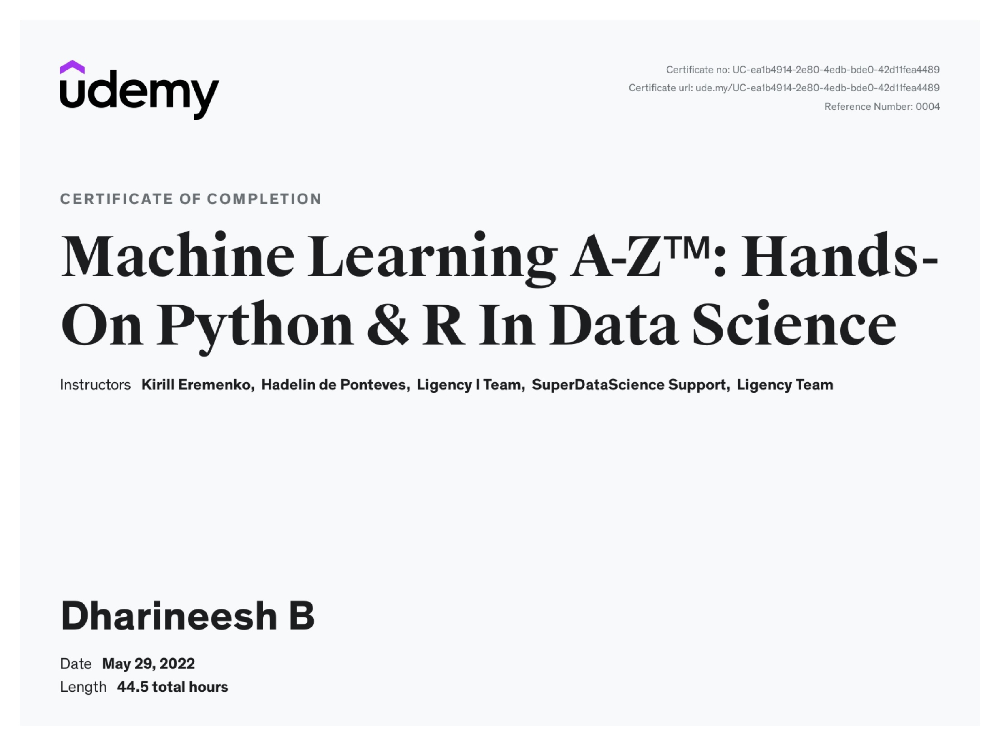 udemy
Certificate no: UC-ea1b4914-2e80-4edb-bde0-42d11fea4489
Certificate url: ude.my/UC-ea1b4914-2e80-4edb-bde0-42d11fea4489
Reference Number: 0004
CERTIFICATE OF COMPLETION
Machine Learning A-Z™: Hands-
On Python & R In Data Science
Instructors Kirill Eremenko, Hadelin de Ponteves, Ligency I Team, SuperDataScience Support, Ligency Team
Dharineesh B
Date May 29, 2022
Length 44.5 total hours